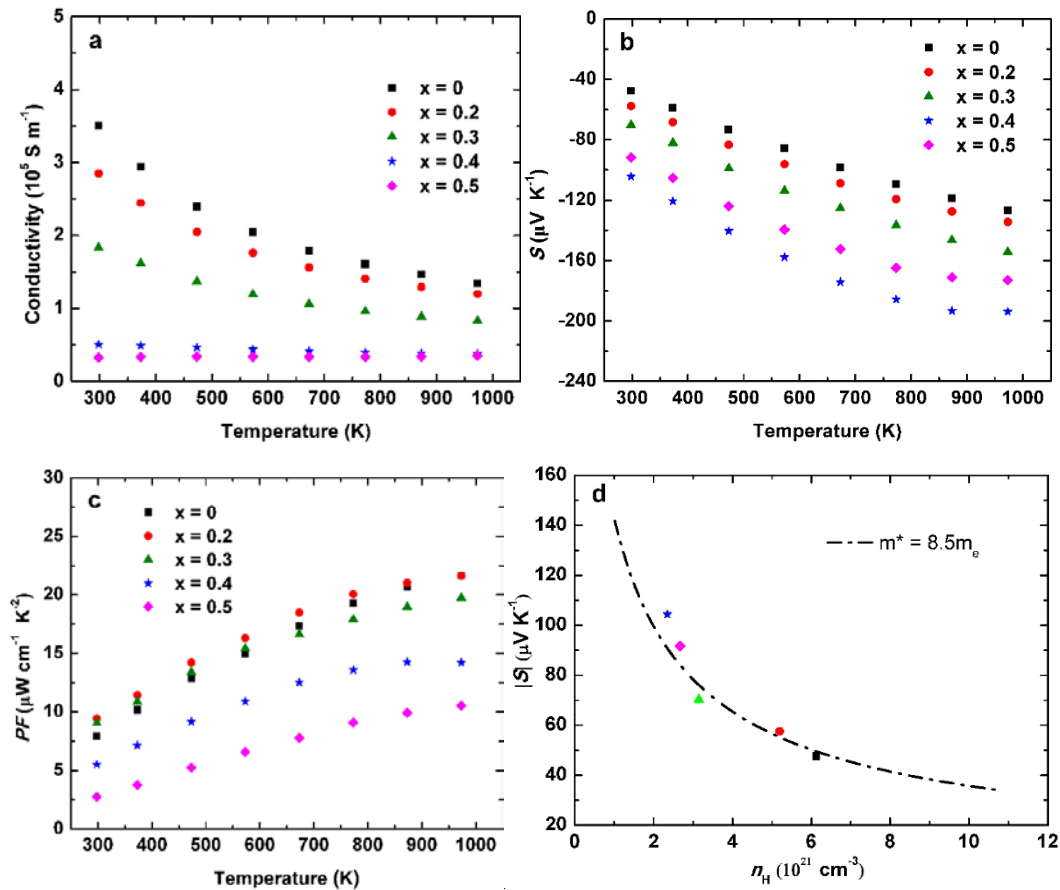 a
x = 0
x = 0.2
x = 0.3
x = 0.4
x = 0.5
5
4
3
2
1
0
Conductivity (10⁵ S m⁻¹)
300 400 500 600 700 800 900 1000
Temperature (K)
b
x = 0
x = 0.2
x = 0.3
x = 0.4
x = 0.5
0
-40
-80
-120
-160
-200
-240
S (μV K⁻¹)
300 400 500 600 700 800 900 1000
Temperature (K)
c
x = 0
x = 0.2
x = 0.3
x = 0.4
x = 0.5
30
25
20
15
10
5
0
PF (μW cm⁻¹ K⁻²)
300 400 500 600 700 800 900 1000
Temperature (K)
d
m* = 8.5mₑ
160
140
120
100
80
60
40
20
|S| (μV K⁻¹)
0 2 4 6 8 10 12
n_H (10²¹ cm⁻³)